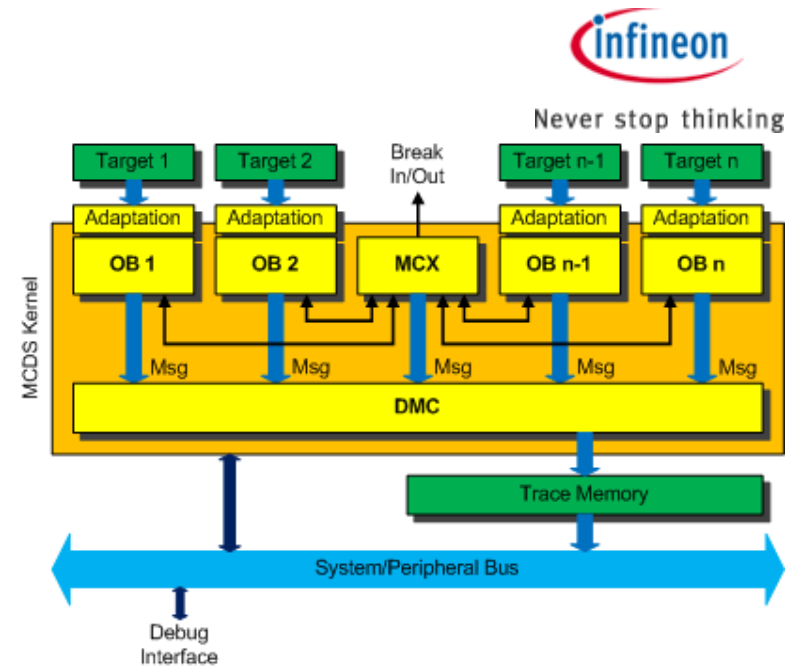 infineon
Never stop thinking
Target 1
Target 2
Break
In/Out
Target n-1
Target n
Adaptation
Adaptation
Adaptation
Adaptation
OB 1
OB 2
MCX
OB n-1
OB n
MCDS Kernel
Msg
Msg
Msg
Msg
Msg
DMC
Trace Memory
System/Peripheral Bus
Debug
Interface